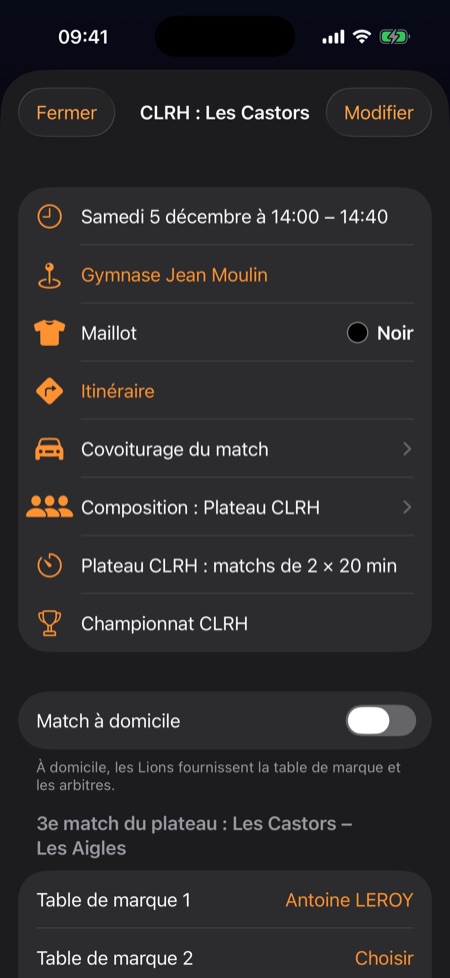 09:41
Fermer
CLRH : Les Castors
Modifier
Samedi 5 décembre à 14:00 – 14:40
Gymnase Jean Moulin
Maillot
Noir
Itinéraire
Covoiturage du match
Composition : Plateau CLRH
Plateau CLRH : matchs de 2 × 20 min
Championnat CLRH
Match à domicile
À domicile, les Lions fournissent la table de marque et
les arbitres.
3e match du plateau : Les Castors –
Les Aigles
Table de marque 1
Antoine LEROY
Table de marque 2
Choisir